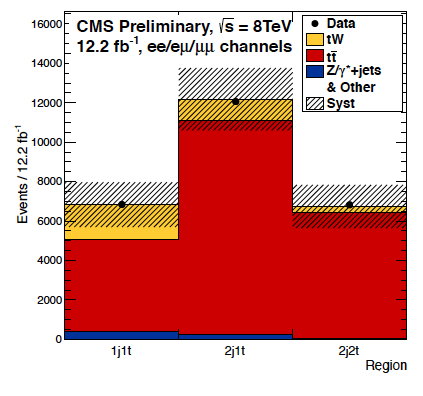 CMS Preliminary, √s = 8TeV
12.2 fb⁻¹, ee/eμ/μμ channels
Data
tW
tt̄
Z/γ*+jets
& Other
Syst
Events / 12.2 fb⁻¹
16000
14000
12000
10000
8000
6000
4000
2000
0
1j1t 2j1t 2j2t
Region